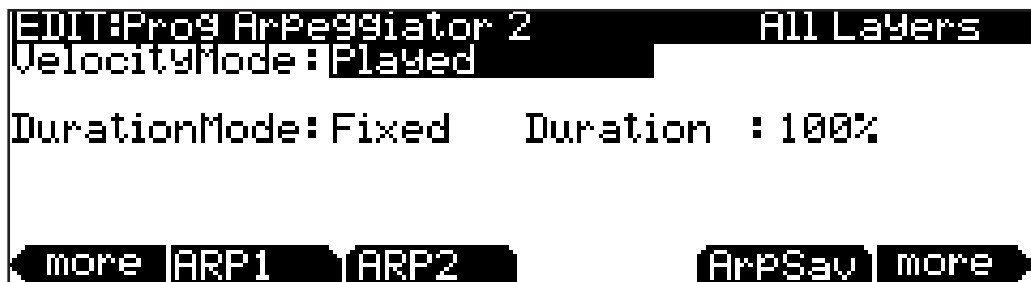 EDIT:Prog Arpeggiator 2 All Layers
VelocityMode:Played
DurationMode:Fixed Duration :100%
more ARP1 ARP2 ArpSav more